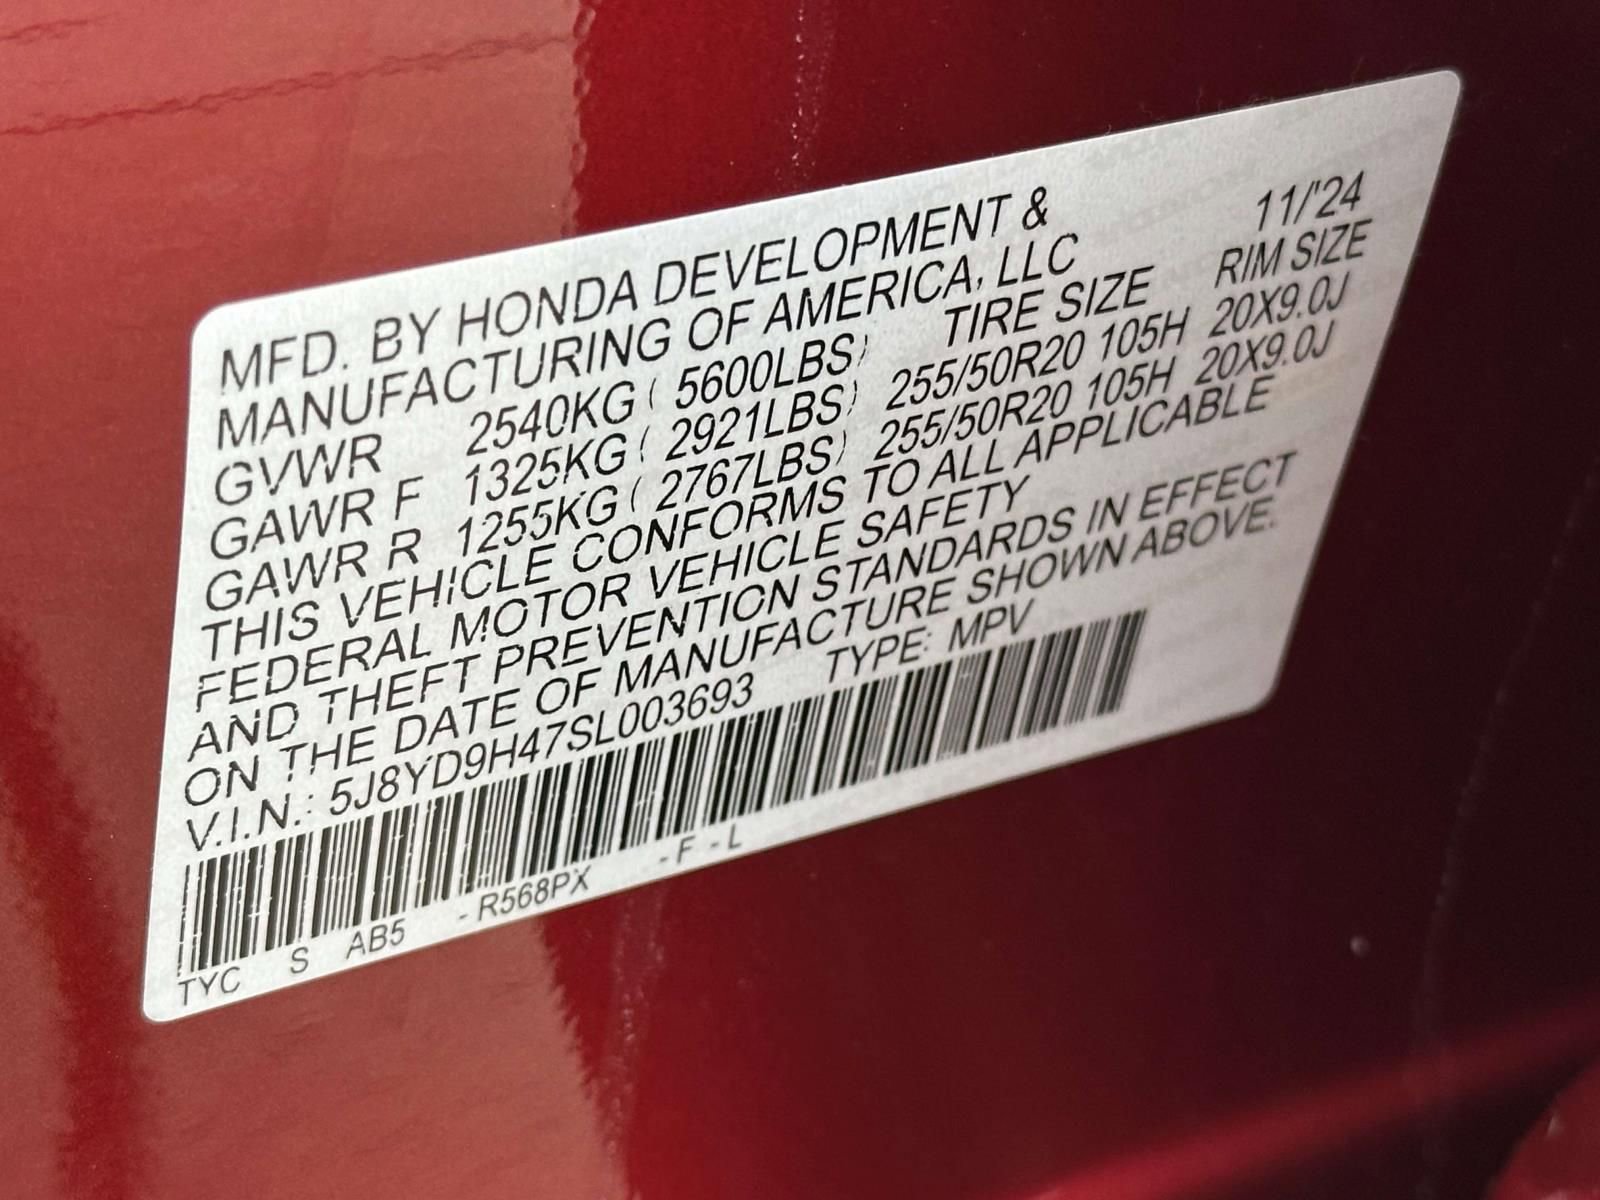 MFD. BY HONDA DEVELOPMENT & 11/'24
MANUFACTURING OF AMERICA, LLC
TIRE SIZE RIM SIZE
GVWR 2540KG ( 5600LBS)
GAWR F 1325KG ( 2921LBS) 255/50R20 105H 20X9.0J
GAWR R 1255KG ( 2767LBS) 255/50R20 105H 20X9.0J
THIS VEHICLE CONFORMS TO ALL APPLICABLE
FEDERAL MOTOR VEHICLE SAFETY
AND THEFT PREVENTION STANDARDS IN EFFECT
ON THE DATE OF MANUFACTURE SHOWN ABOVE.
V.I.N.: 5J8YD9H47SL003693 TYPE: MPV
TYC S AB5 - R568PX - F - L